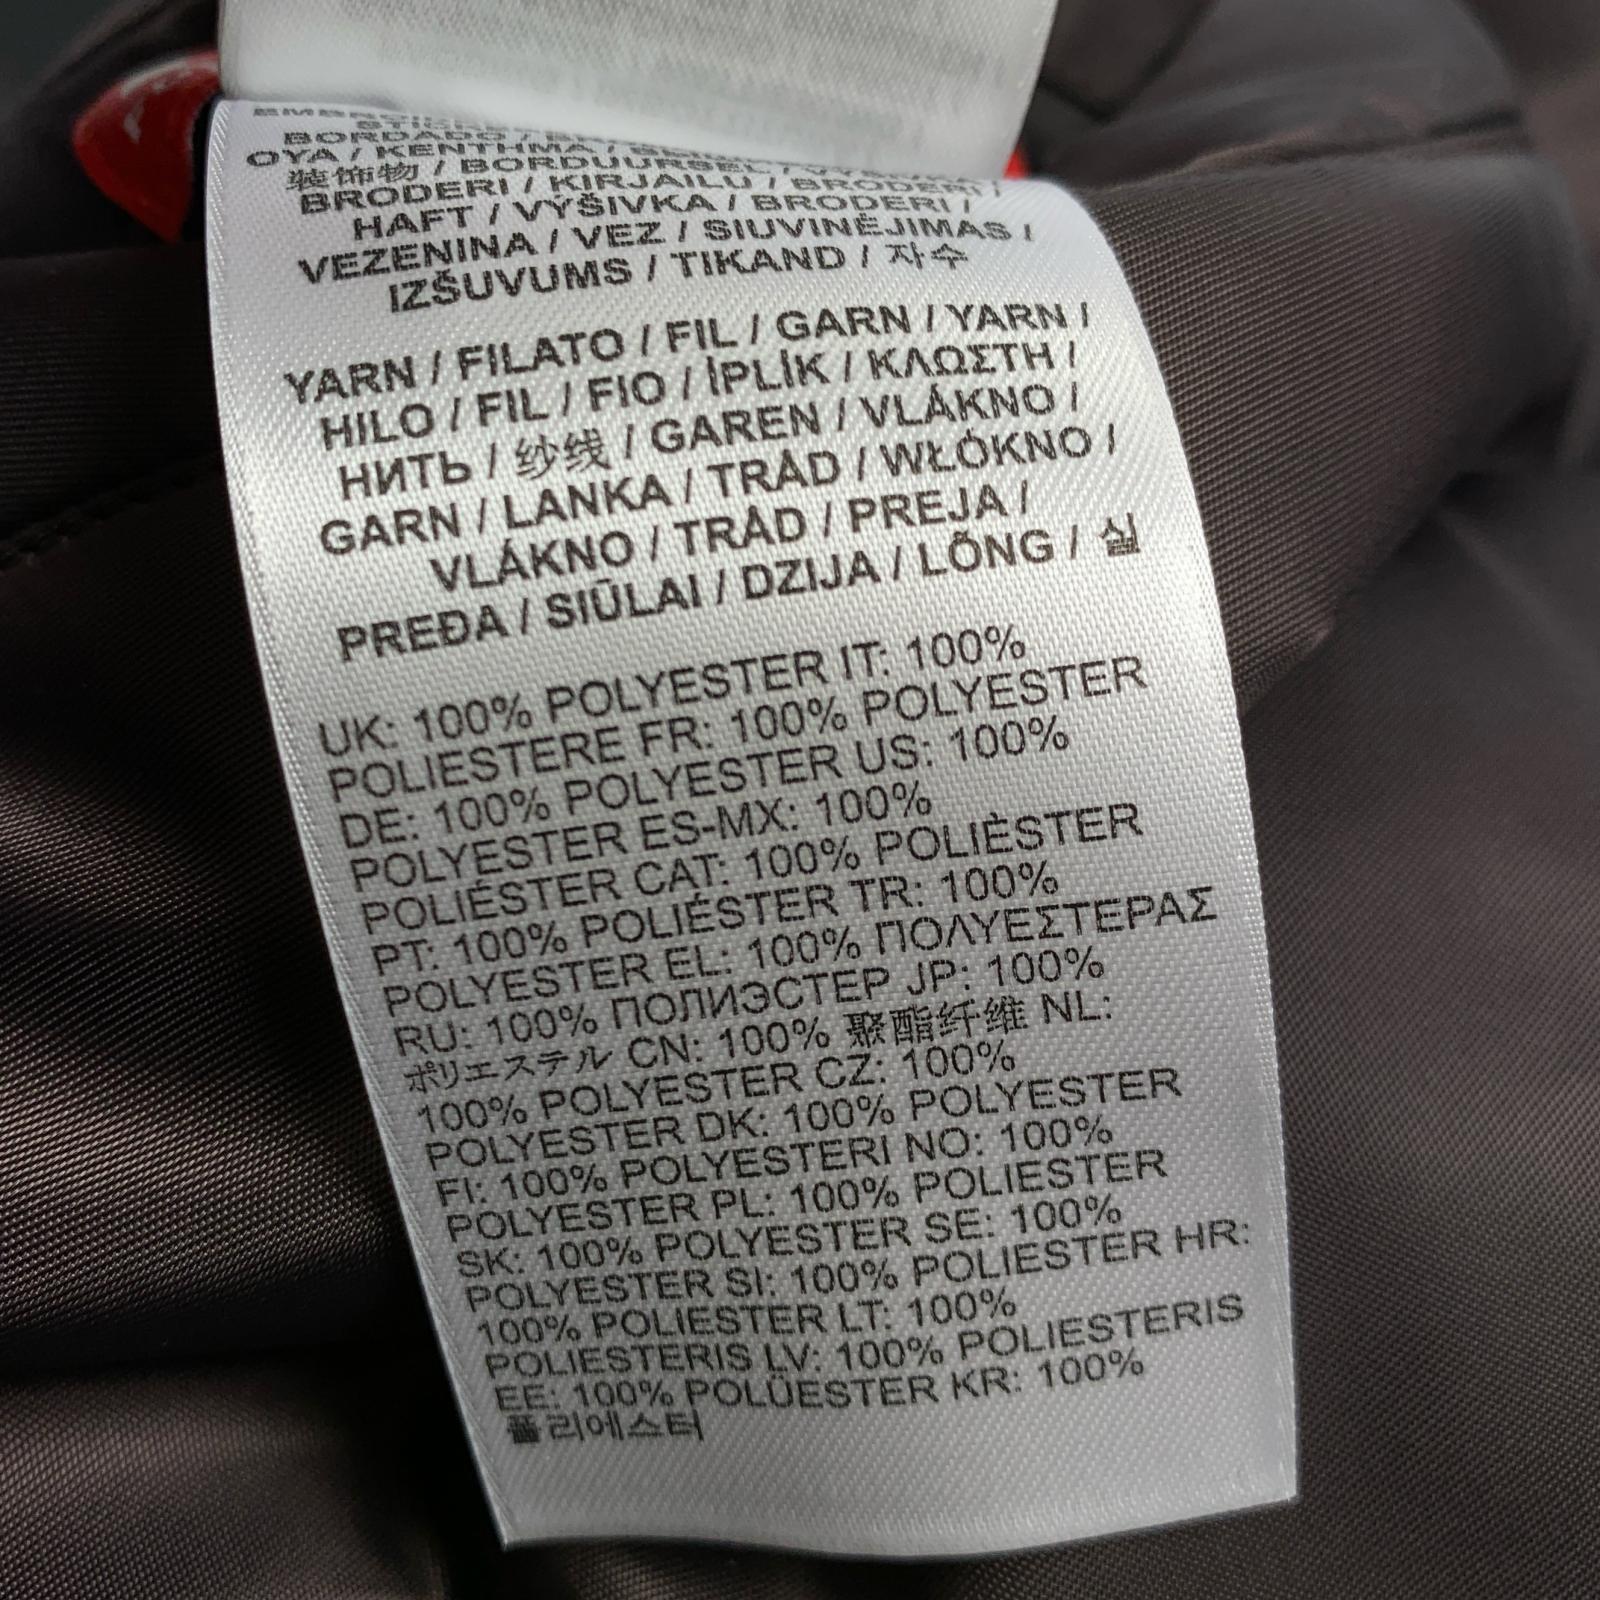 BORDADO /
OYA / KENTHMA /
装饰物 / BORDUURSEL /
BRODERI / KIRJAILU / BRODERI /
HAFT / VÝŠIVKA / BRODERI /
VEZENINA / VEZ / SIUVINĖJIMAS /
IZŠUVUMS / TIKAND / 자수
YARN / FILATO / FIL / GARN / YARN /
HILO / FIL / FIO / İPLİK / ΚΛΩΣΤΗ /
НИТЬ / 纱线 / GAREN / VLÁKNO /
GARN / LANKA / TRÅD / WŁÓKNO /
VLÁKNO / TRÅD / PREJA /
PREĐA / SIŪLAI / DZIJA / LÕNG / 실
UK: 100% POLYESTER IT: 100%
POLIESTERE FR: 100% POLYESTER
DE: 100% POLYESTER US: 100%
POLYESTER ES-MX: 100%
POLIÉSTER CAT: 100% POLIÈSTER
PT: 100% POLIÉSTER TR: 100%
POLYESTER EL: 100% ΠΟΛΥΕΣΤΕΡΑΣ
RU: 100% ПОЛИЭСТЕР JP: 100%
ポリエステル CN: 100% 聚酯纤维 NL:
100% POLYESTER CZ: 100%
POLYESTER DK: 100% POLYESTER
FI: 100% POLYESTERI NO: 100%
POLYESTER PL: 100% POLIESTER
SK: 100% POLYESTER SE: 100%
POLYESTER SI: 100% POLIESTER HR:
100% POLIESTER LT: 100%
POLIESTERIS LV: 100% POLIESTERIS
EE: 100% POLÜESTER KR: 100%
폴리에스터